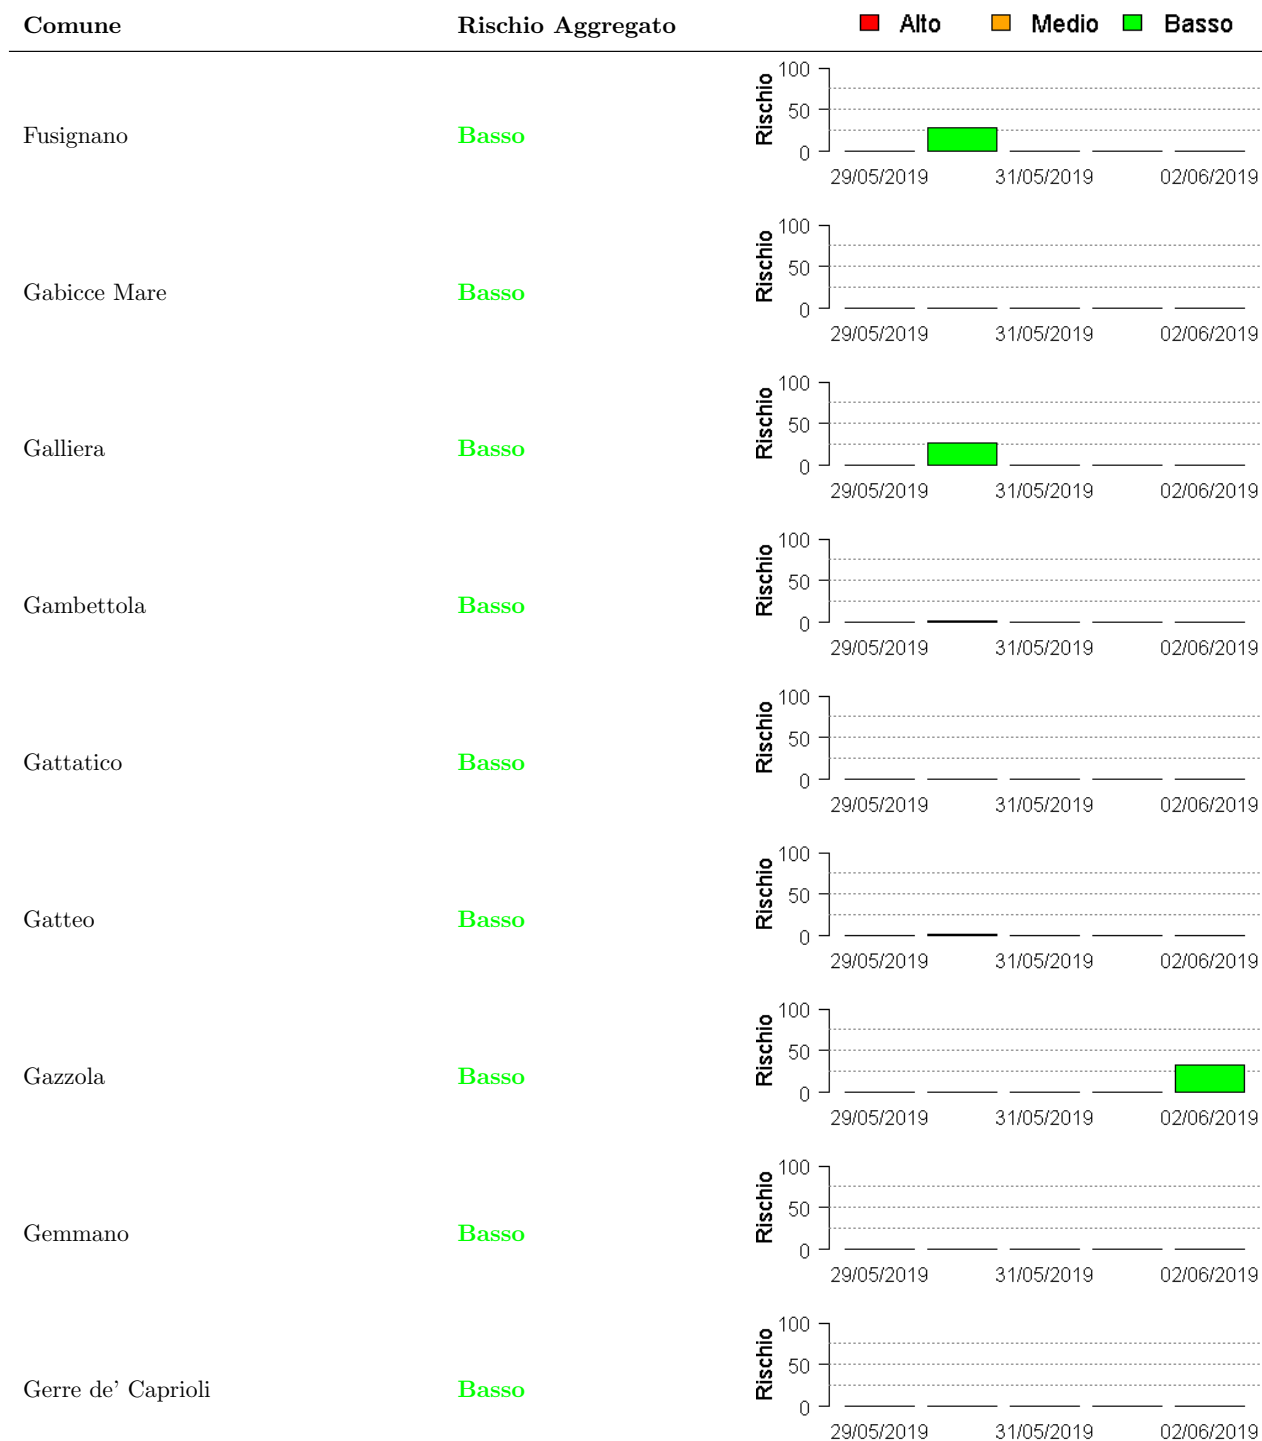 Comune Rischio Aggregato Alto Medio Basso
Fusignano Basso Rischio 100 50 0
29/05/2019 31/05/2019 02/06/2019
Gabicce Mare Basso Rischio 100 50 0
29/05/2019 31/05/2019 02/06/2019
Galliera Basso Rischio 100 50 0
29/05/2019 31/05/2019 02/06/2019
Gambettola Basso Rischio 100 50 0
29/05/2019 31/05/2019 02/06/2019
Gattatico Basso Rischio 100 50 0
29/05/2019 31/05/2019 02/06/2019
Gatteo Basso Rischio 100 50 0
29/05/2019 31/05/2019 02/06/2019
Gazzola Basso Rischio 100 50 0
29/05/2019 31/05/2019 02/06/2019
Gemmano Basso Rischio 100 50 0
29/05/2019 31/05/2019 02/06/2019
Gerre de' Caprioli Basso Rischio 100 50 0
29/05/2019 31/05/2019 02/06/2019